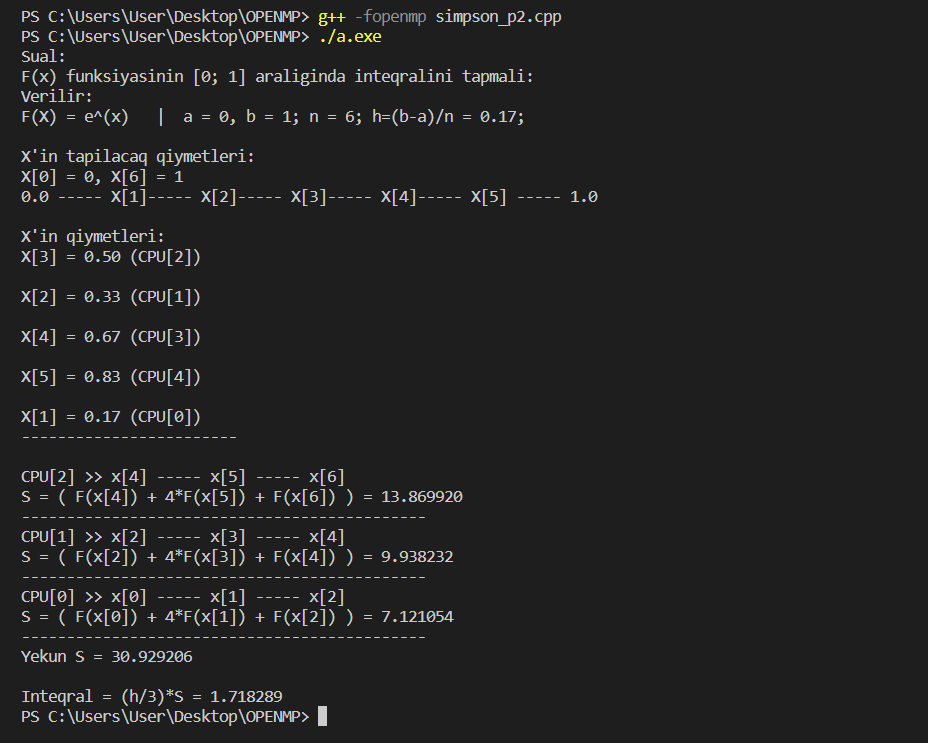 PS C:\Users\User\Desktop\OPENMP> g++ -fopenmp simpson_p2.cpp
PS C:\Users\User\Desktop\OPENMP> ./a.exe
Sual:
F(x) funksiyasinin [0; 1] araliginda inteqralini tapmali:
Verilir:
F(X) = e^(x)   |  a = 0, b = 1; n = 6; h=(b-a)/n = 0.17;
X'in tapilacaq qiymetleri:
X[0] = 0, X[6] = 1
0.0 ----- X[1]----- X[2]----- X[3]----- X[4]----- X[5] ----- 1.0
X'in qiymetleri:
X[3] = 0.50 (CPU[2])
X[2] = 0.33 (CPU[1])
X[4] = 0.67 (CPU[3])
X[5] = 0.83 (CPU[4])
X[1] = 0.17 (CPU[0])
------------------------
CPU[2] >> x[4] ----- x[5] ----- x[6]
S = ( F(x[4]) + 4*F(x[5]) + F(x[6]) ) = 13.869920
---------------------------------------------
CPU[1] >> x[2] ----- x[3] ----- x[4]
S = ( F(x[2]) + 4*F(x[3]) + F(x[4]) ) = 9.938232
---------------------------------------------
CPU[0] >> x[0] ----- x[1] ----- x[2]
S = ( F(x[0]) + 4*F(x[1]) + F(x[2]) ) = 7.121054
---------------------------------------------
Yekun S = 30.929206
Inteqral = (h/3)*S = 1.718289
PS C:\Users\User\Desktop\OPENMP>